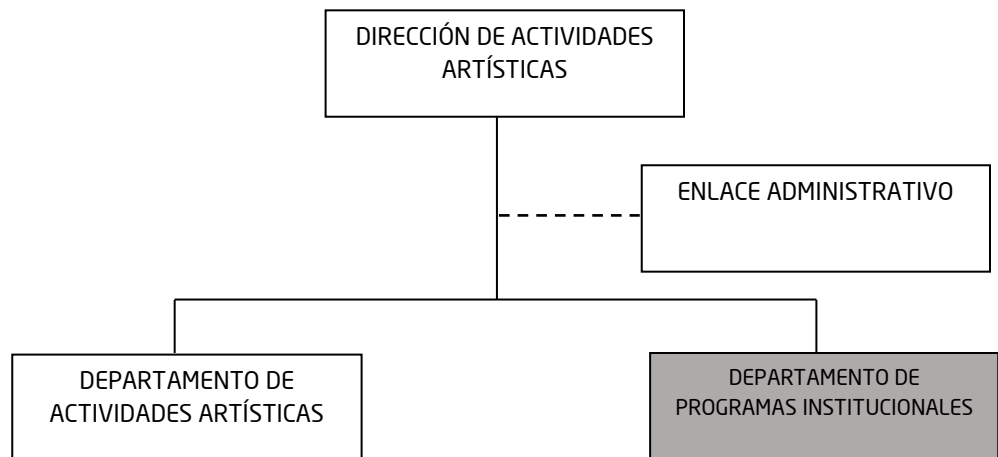 DIRECCIÓN DE ACTIVIDADES
ARTÍSTICAS
ENLACE ADMINISTRATIVO
DEPARTAMENTO DE
ACTIVIDADES ARTÍSTICAS
DEPARTAMENTO DE
PROGRAMAS INSTITUCIONALES